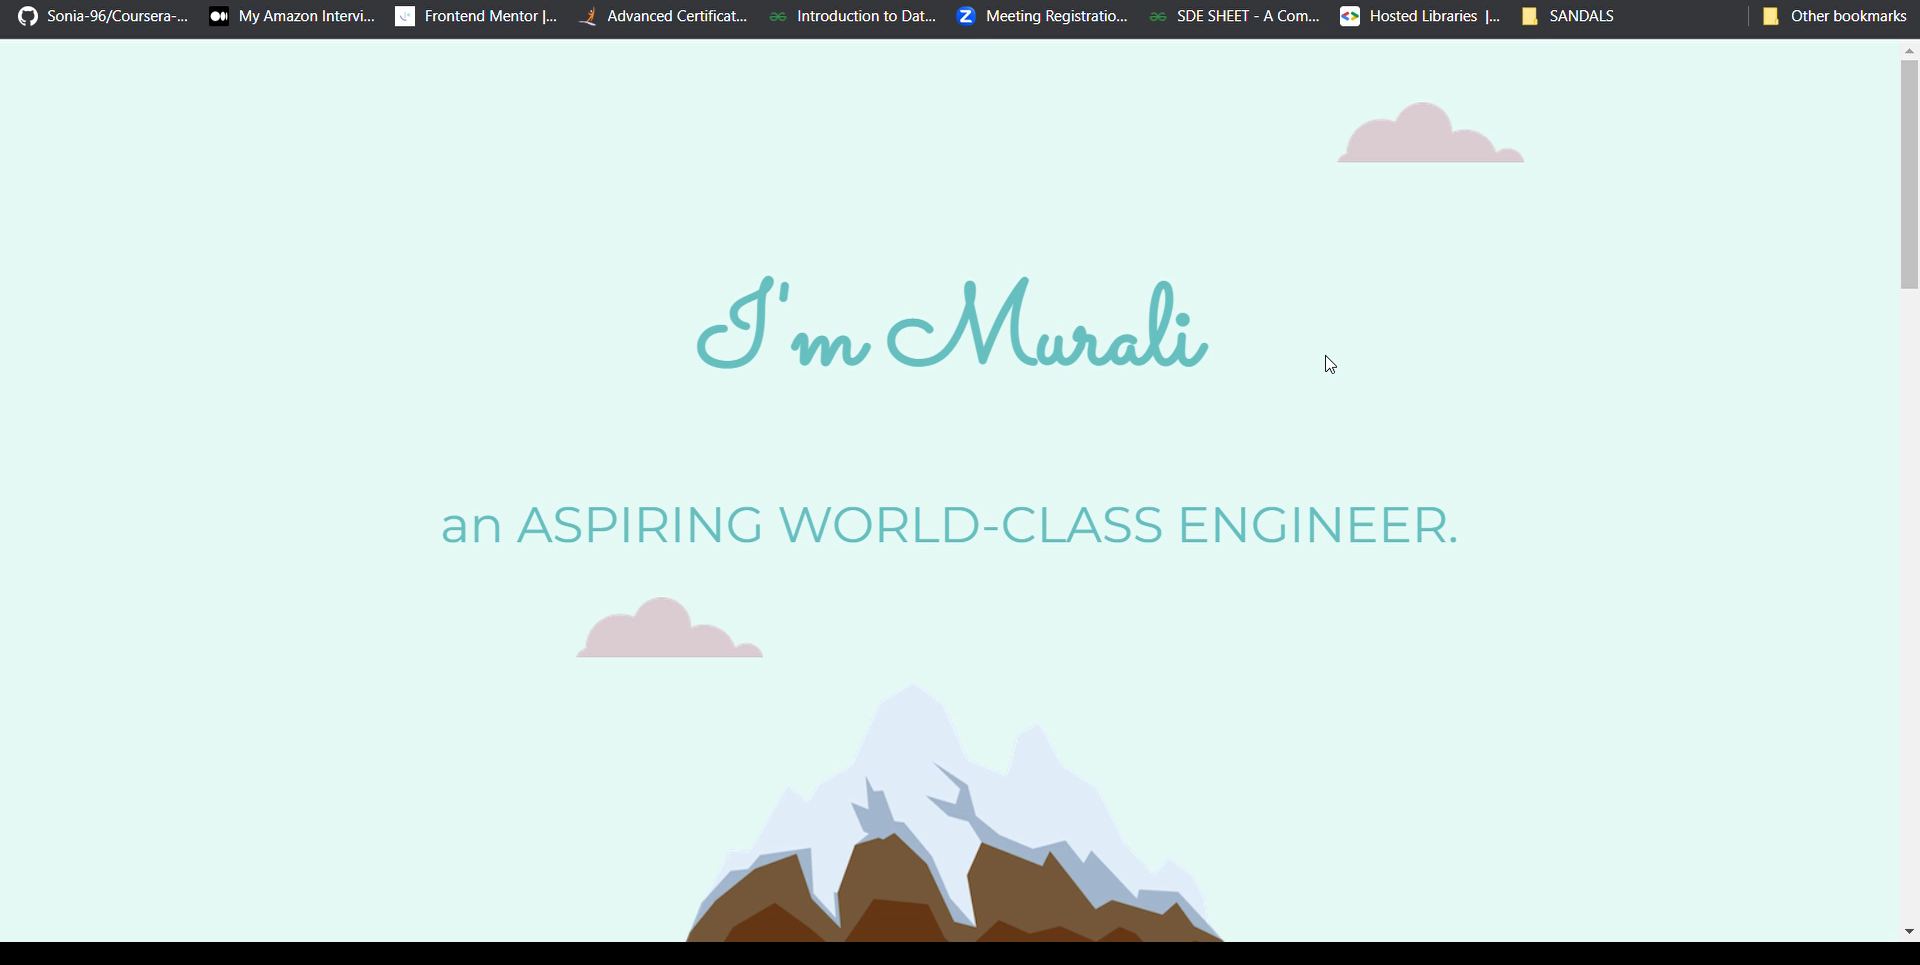 Sonia-96/Coursera-... My Amazon Intervi... Frontend Mentor |... Advanced Certificat... Introduction to Dat... Meeting Registratio... SDE SHEET - A Com... Hosted Libraries |... SANDALS Other bookmarks
I'm Murali
an ASPIRING WORLD-CLASS ENGINEER.